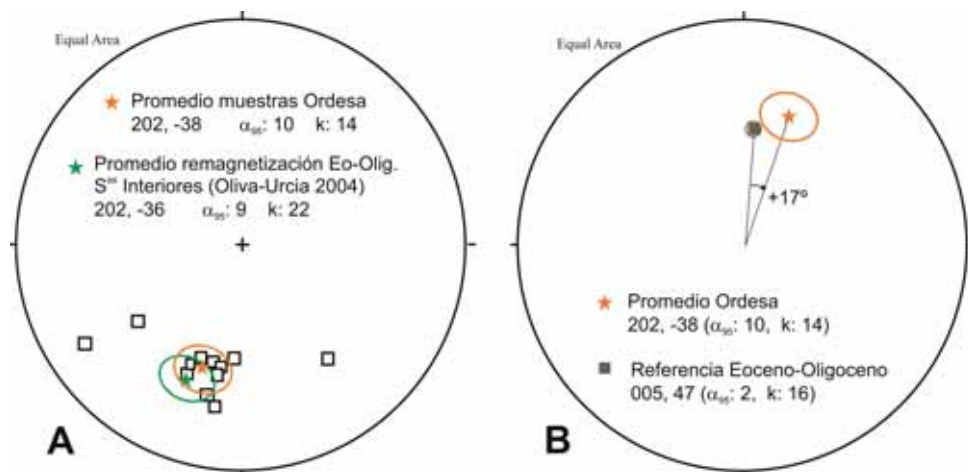 Equal Area
★ Promedio muestras Ordesa
202, -38 α95: 10 k: 14
★ Promedio remagnetización Eo-Olig.
Sas Interiores (Oliva-Urcia 2004)
202, -36 α95: 9 k: 22
A
Equal Area
+17º
★ Promedio Ordesa
202, -38 (α95: 10, k: 14)
■ Referencia Eoceno-Oligoceno
005, 47 (α95: 2, k: 16)
B